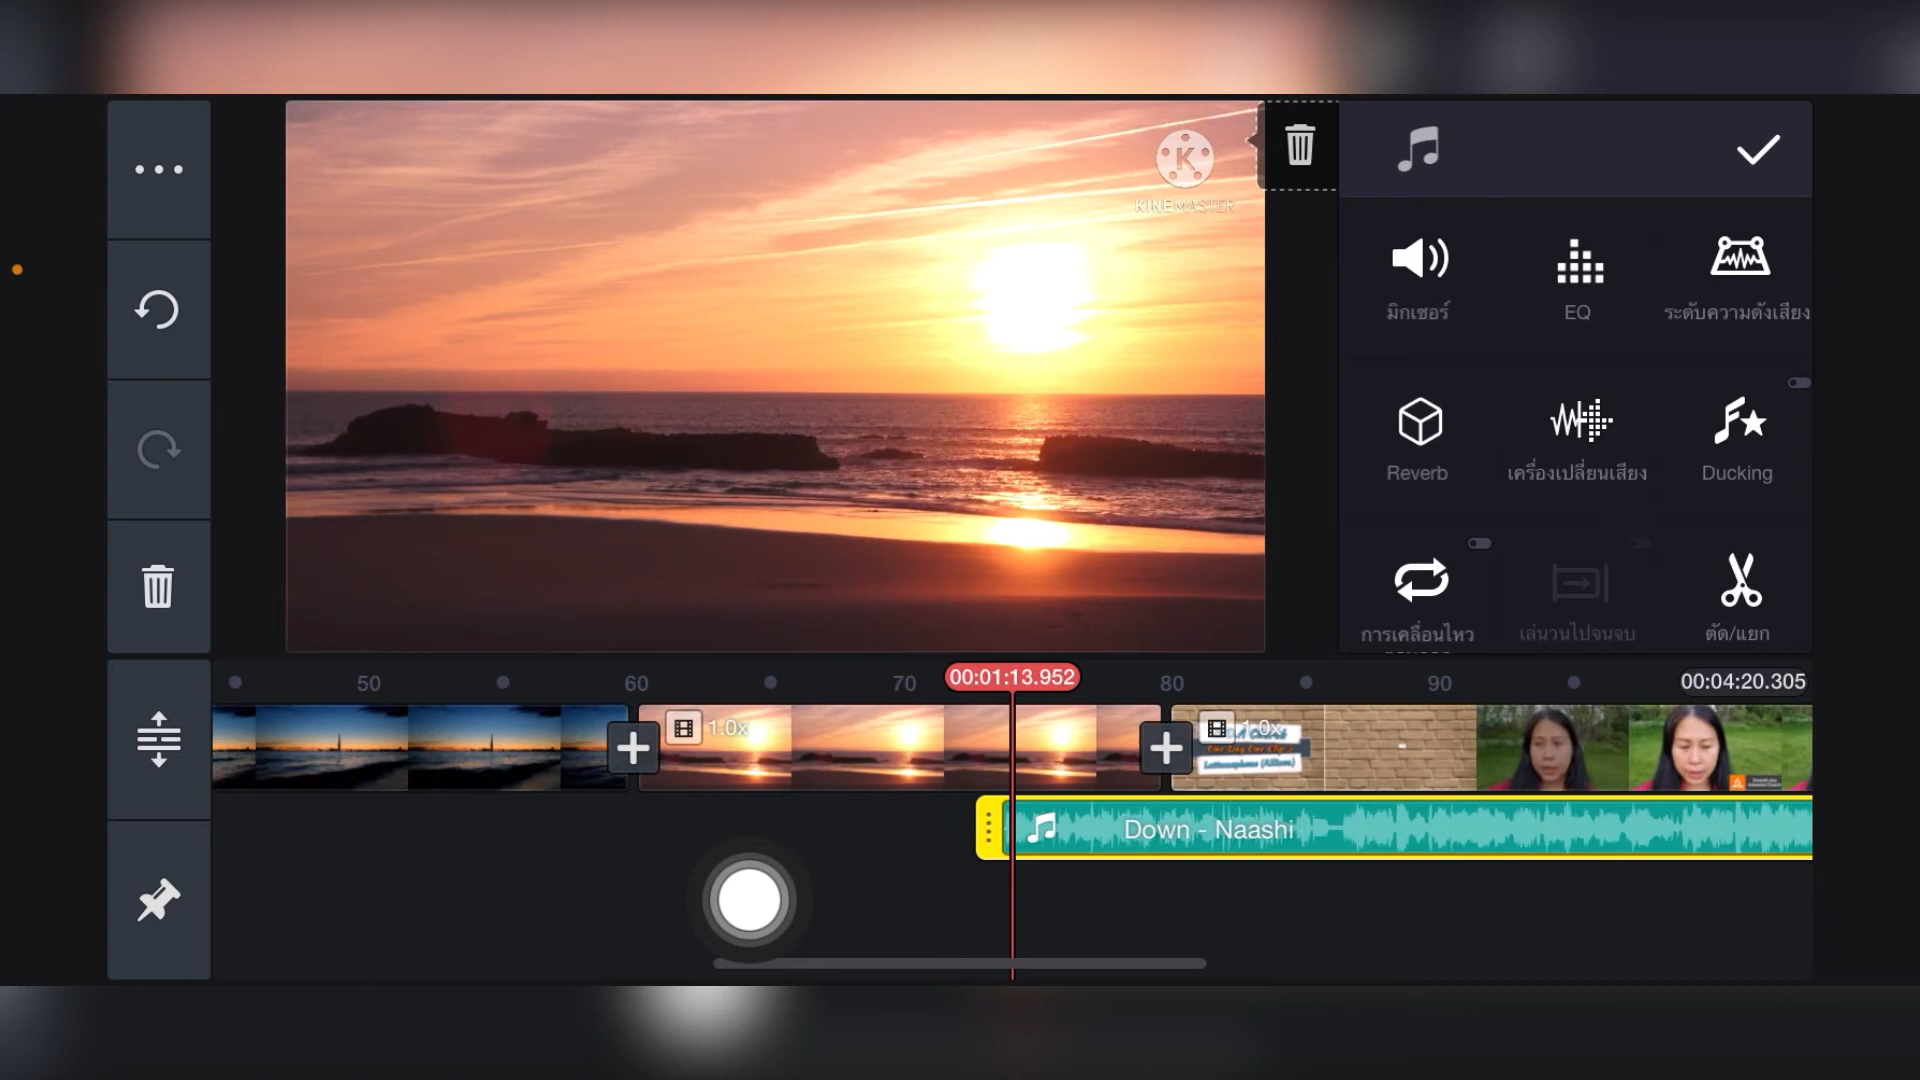 KINEMASTER
มิกเซอร์
EQ
ระดับความดังเสียง
Reverb
เครื่องเปลี่ยนเสียง
Ducking
การเคลื่อนไหว
เล่นวนไปจนจบ
ตัด/แยก
50
60
70
00:01:13.952
80
90
00:04:20.305
1.0x
1.0x
Down - Naashi